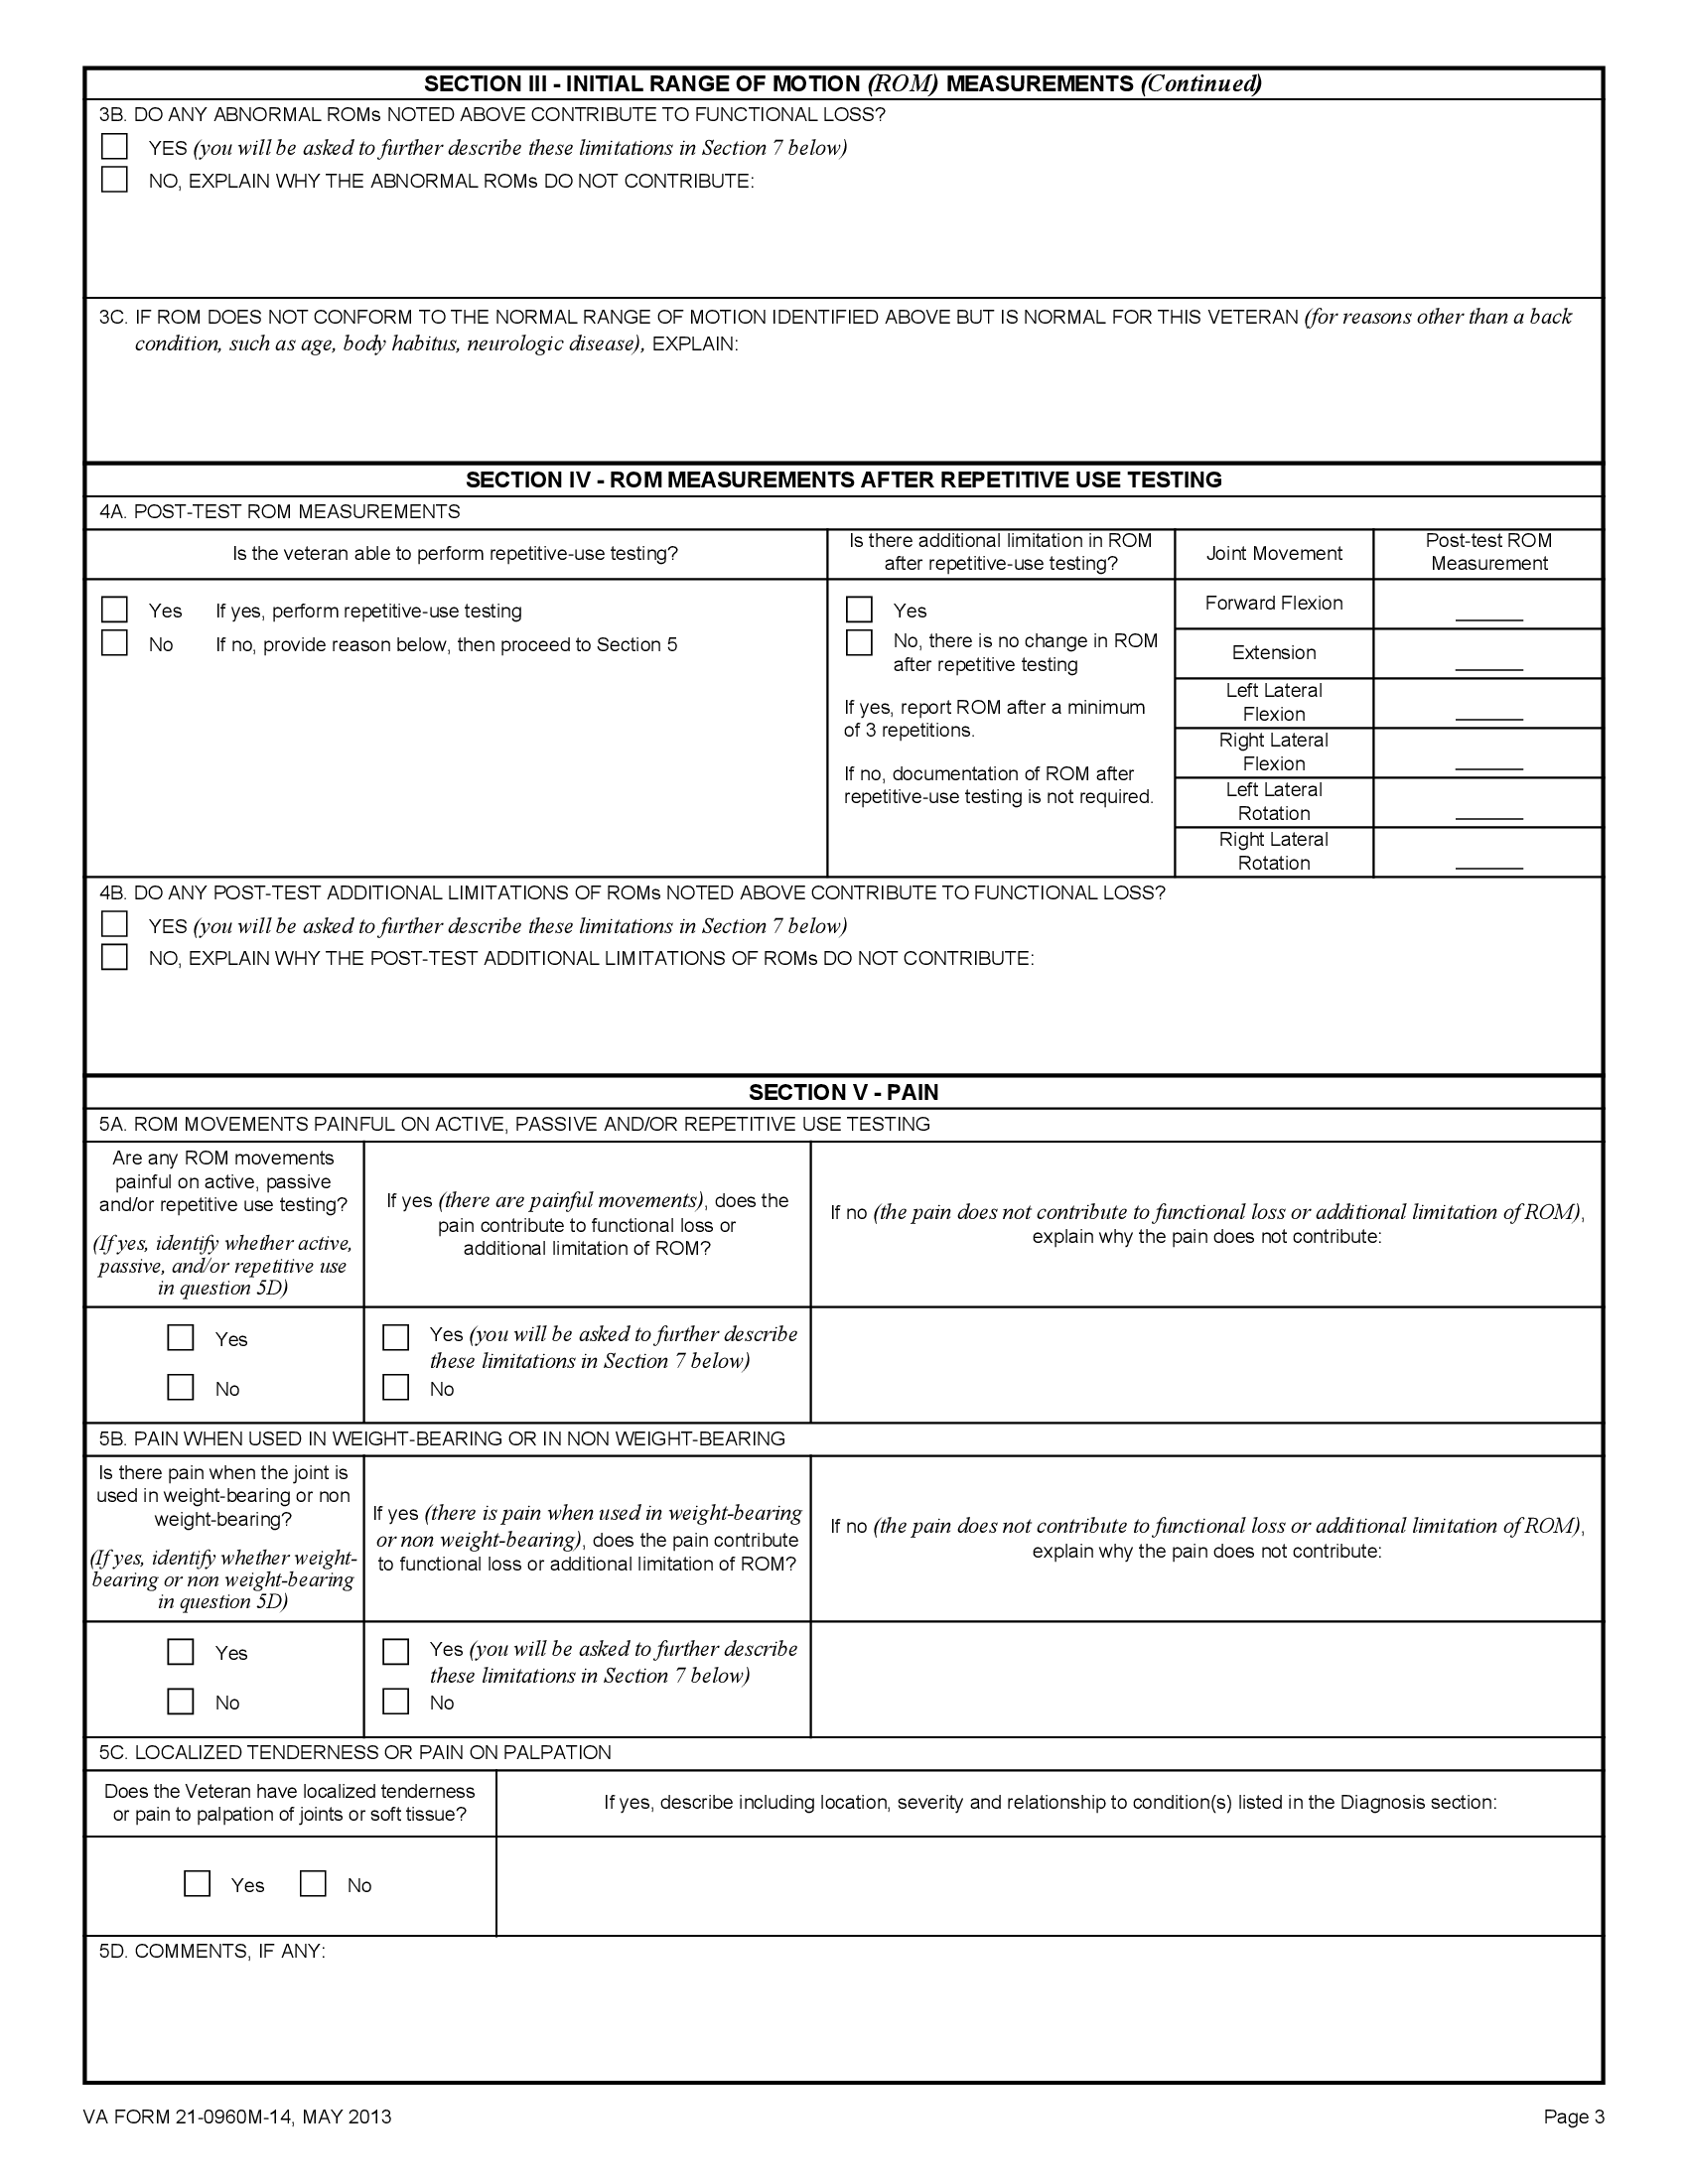 SECTION III - INITIAL RANGE OF MOTION (ROM) MEASUREMENTS (Continued)
3B. DO ANY ABNORMAL ROMs NOTED ABOVE CONTRIBUTE TO FUNCTIONAL LOSS?
YES (you will be asked to further describe these limitations in Section 7 below)
NO, EXPLAIN WHY THE ABNORMAL ROMs DO NOT CONTRIBUTE:
3C. IF ROM DOES NOT CONFORM TO THE NORMAL RANGE OF MOTION IDENTIFIED ABOVE BUT IS NORMAL FOR THIS VETERAN (for reasons other than a back
condition, such as age, body habitus, neurologic disease), EXPLAIN:
SECTION IV - ROM MEASUREMENTS AFTER REPETITIVE USE TESTING
4A. POST-TEST ROM MEASUREMENTS
Is the veteran able to perform repetitive-use testing?
Is there additional limitation in ROM
after repetitive-use testing?
Joint Movement
Post-test ROM
Measurement
Yes If yes, perform repetitive-use testing
No If no, provide reason below, then proceed to Section 5
Yes
No, there is no change in ROM
after repetitive testing
If yes, report ROM after a minimum
of 3 repetitions.
If no, documentation of ROM after
repetitive-use testing is not required.
Forward Flexion
Extension
Left Lateral
Flexion
Right Lateral
Flexion
Left Lateral
Rotation
Right Lateral
Rotation
4B. DO ANY POST-TEST ADDITIONAL LIMITATIONS OF ROMs NOTED ABOVE CONTRIBUTE TO FUNCTIONAL LOSS?
YES (you will be asked to further describe these limitations in Section 7 below)
NO, EXPLAIN WHY THE POST-TEST ADDITIONAL LIMITATIONS OF ROMs DO NOT CONTRIBUTE:
SECTION V - PAIN
5A. ROM MOVEMENTS PAINFUL ON ACTIVE, PASSIVE AND/OR REPETITIVE USE TESTING
Are any ROM movements
painful on active, passive
and/or repetitive use testing?
(If yes, identify whether active,
passive, and/or repetitive use
in question 5D)
If yes (there are painful movements), does the
pain contribute to functional loss or
additional limitation of ROM?
If no (the pain does not contribute to functional loss or additional limitation of ROM),
explain why the pain does not contribute:
Yes
No
Yes (you will be asked to further describe
these limitations in Section 7 below)
No
5B. PAIN WHEN USED IN WEIGHT-BEARING OR IN NON WEIGHT-BEARING
Is there pain when the joint is
used in weight-bearing or non
weight-bearing?
(If yes, identify whether weight-
bearing or non weight-bearing
in question 5D)
If yes (there is pain when used in weight-bearing
or non weight-bearing), does the pain contribute
to functional loss or additional limitation of ROM?
If no (the pain does not contribute to functional loss or additional limitation of ROM),
explain why the pain does not contribute:
Yes
No
Yes (you will be asked to further describe
these limitations in Section 7 below)
No
5C. LOCALIZED TENDERNESS OR PAIN ON PALPATION
Does the Veteran have localized tenderness
or pain to palpation of joints or soft tissue?
If yes, describe including location, severity and relationship to condition(s) listed in the Diagnosis section:
Yes No
5D. COMMENTS, IF ANY:
VA FORM 21-0960M-14, MAY 2013
Page 3